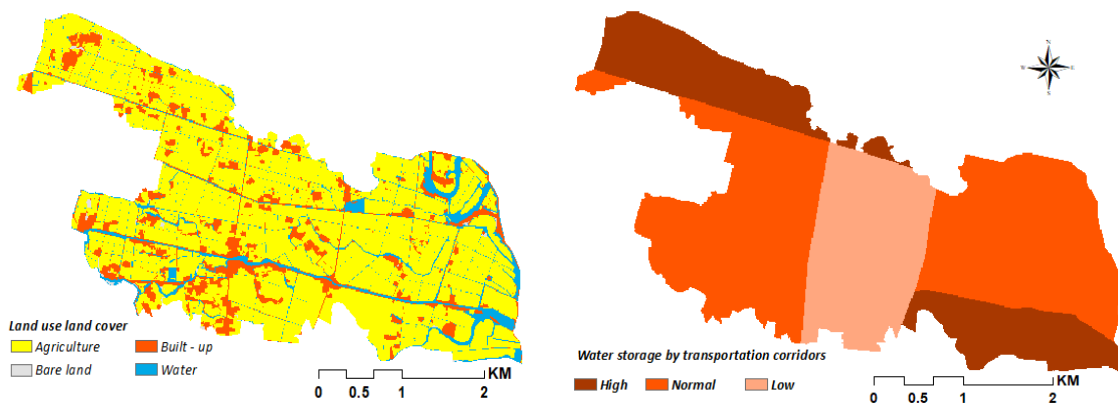 Land use land cover
Agriculture
Built - up
Bare land
Water
KM
0 0.5 1 2
Water storage by transportation corridors
High
Normal
Low
KM
0 0.5 1 2